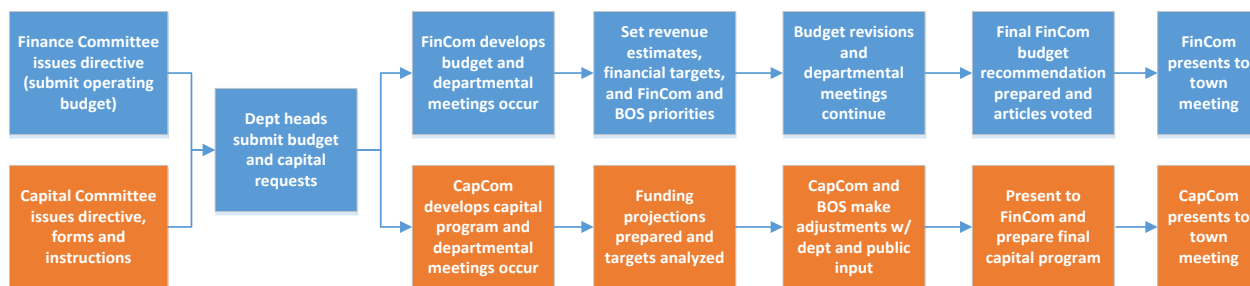 Finance Committee
issues directive
(submit operating
budget)
Capital Committee
issues directive,
forms and
instructions
Dept heads
submit budget
and capital
requests
FinCom develops
budget and
departmental
meetings occur
Set revenue
estimates,
financial targets,
and FinCom and
BOS priorities
Budget revisions
and
departmental
meetings
continue
Final FinCom
budget
recommendation
prepared and
articles voted
FinCom
presents to
town
meeting
CapCom
develops capital
program and
departmental
meetings occur
Funding
projections
prepared and
targets analyzed
CapCom and
BOS make
adjustments w/
dept and public
input
Present to
FinCom and
prepare final
capital program
CapCom
presents to
town
meeting